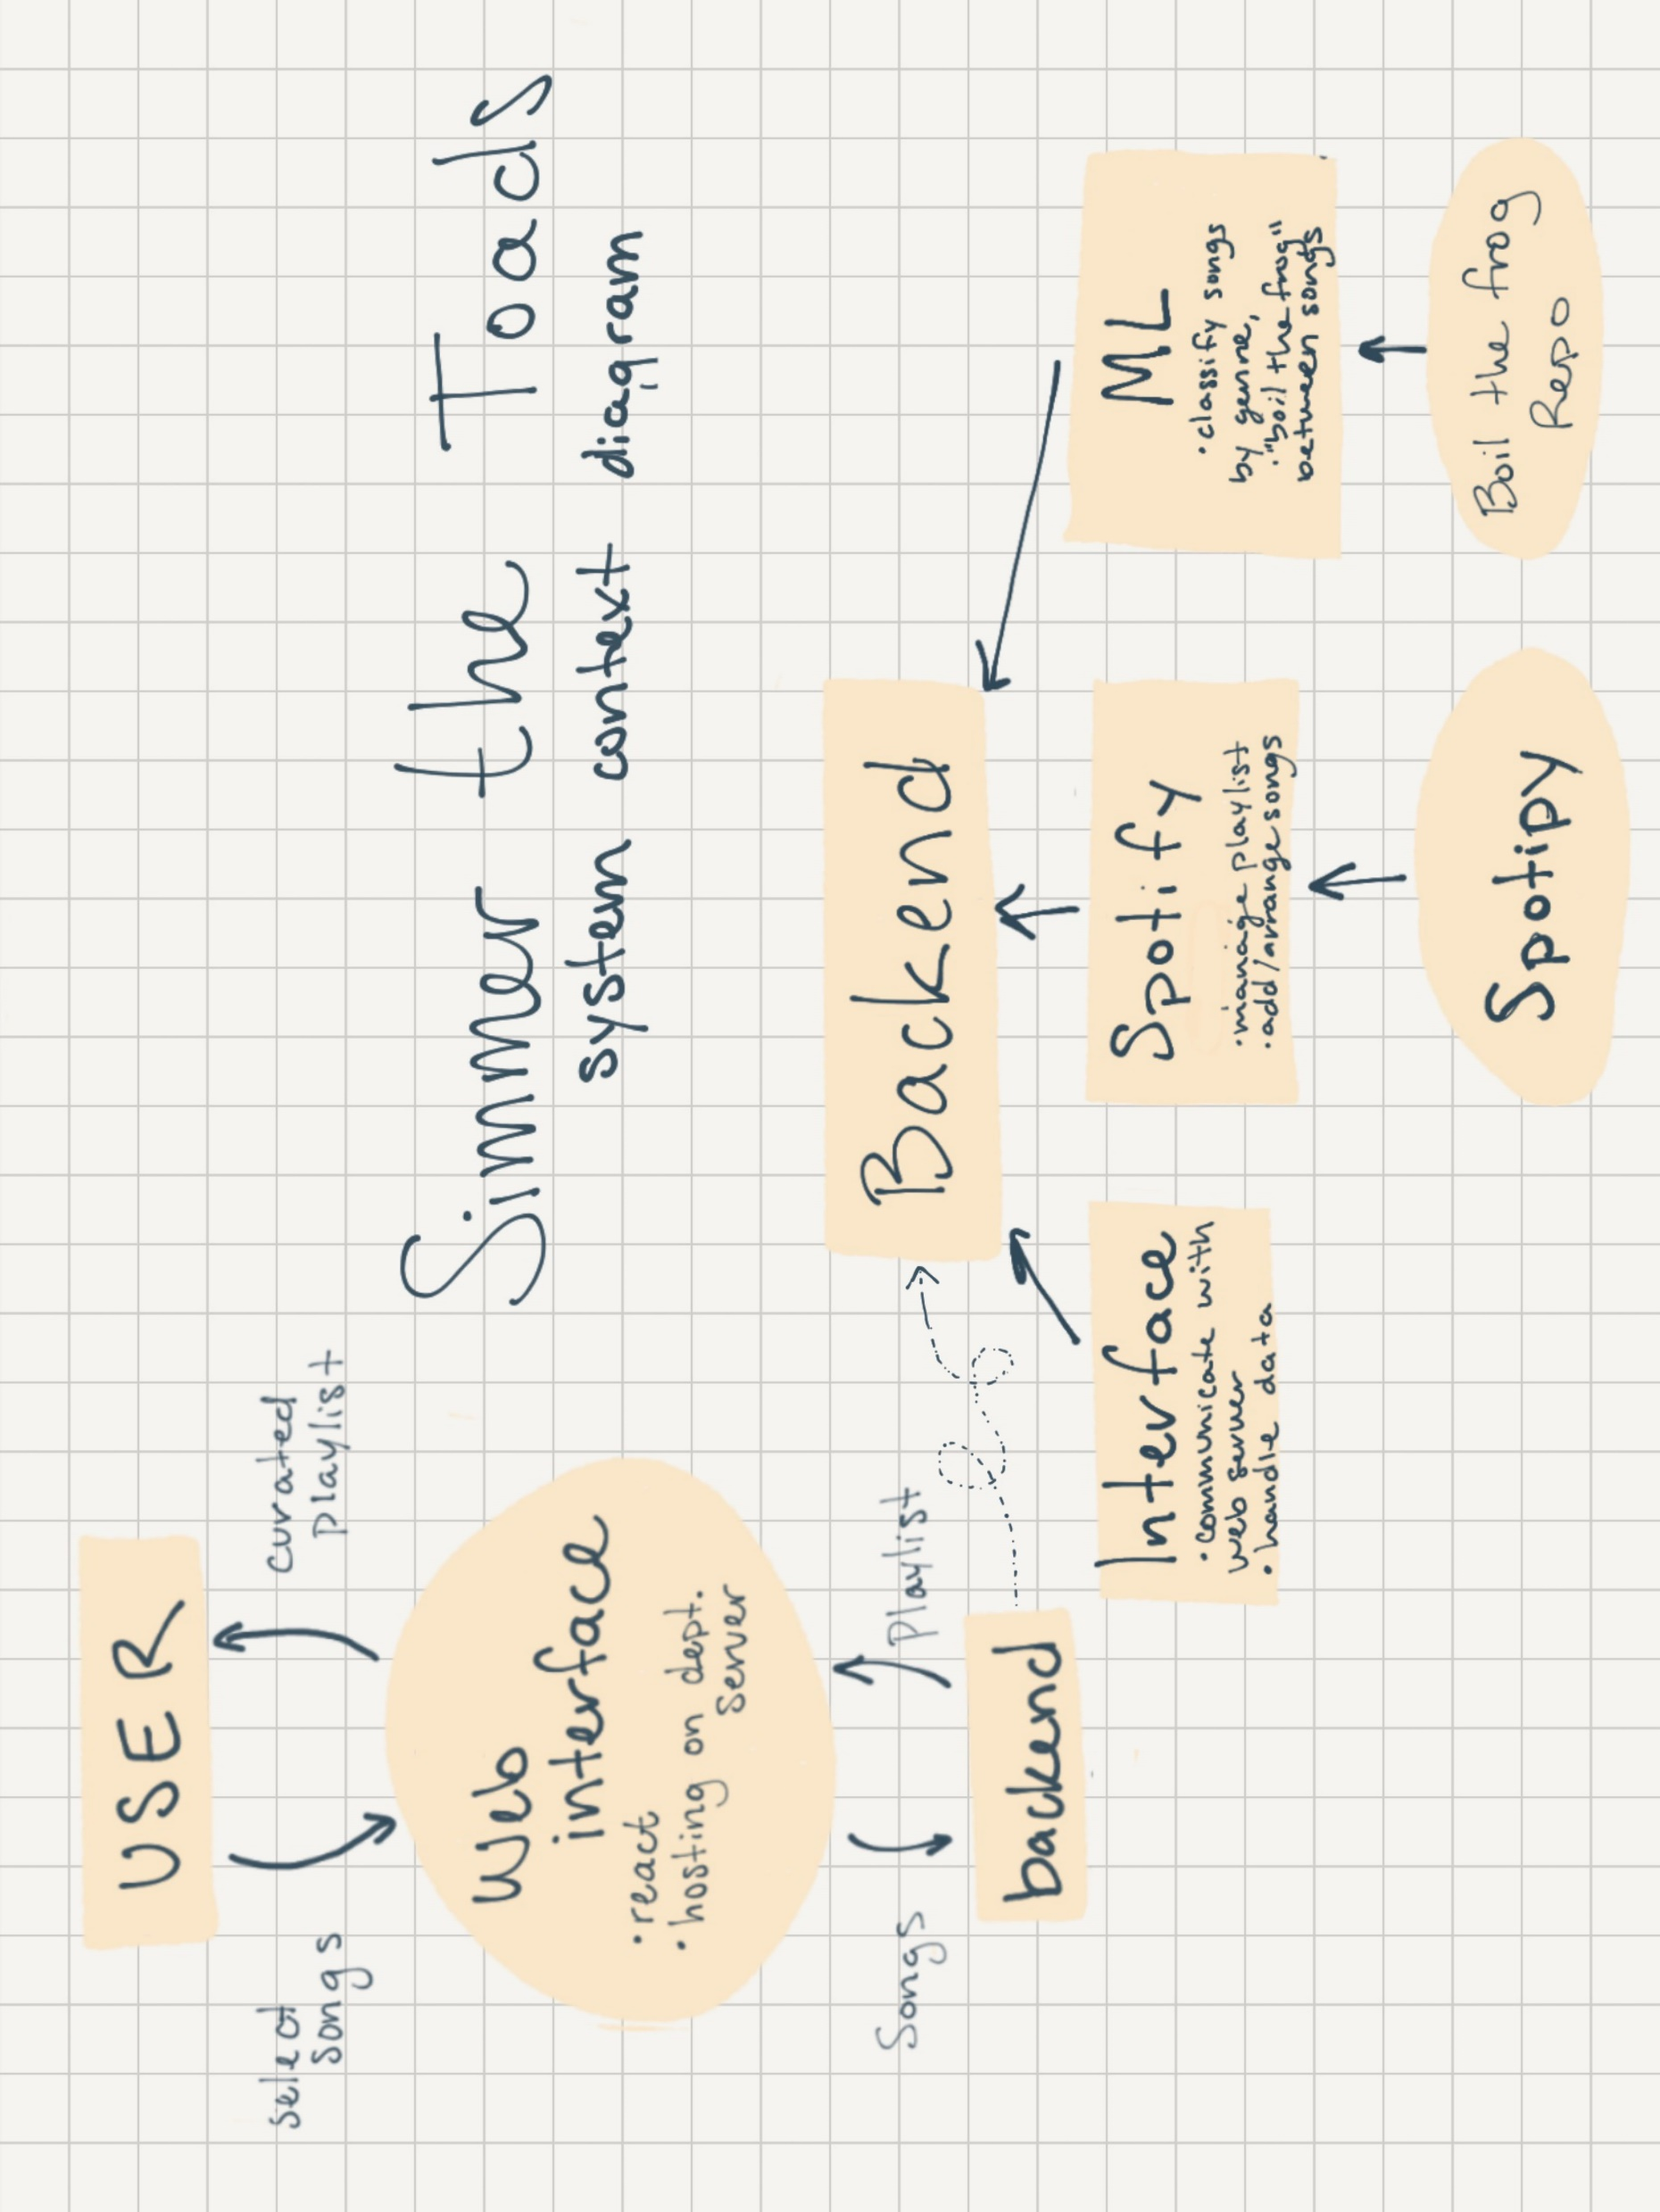 Simmer the Toads
system context diagram
USER
select
songs
curated
playlist
Web
interface
• react
• hosting on dept.
server
Songs
Playlist
backend
Backend
Interface
• communicate with
web server
• handle data
Spotify
• manage playlist
• add/arrange songs
ML
• classify songs
by genre,
• "boil the frog"
between songs
Spotipy
Boil the frog
Repo